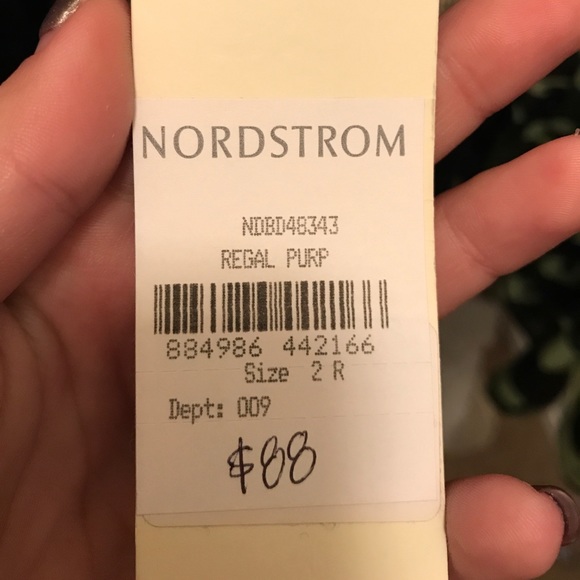 NORDSTROM
NDBD48343
REGAL PURP
884986 442166
Size 2 R
Dept: 009
$88